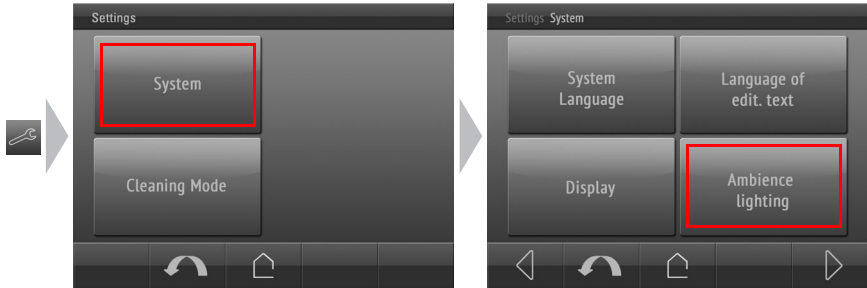 Settings
System
Cleaning Mode
Settings System
System
Language
Language of
edit. text
Display
Ambience
lighting